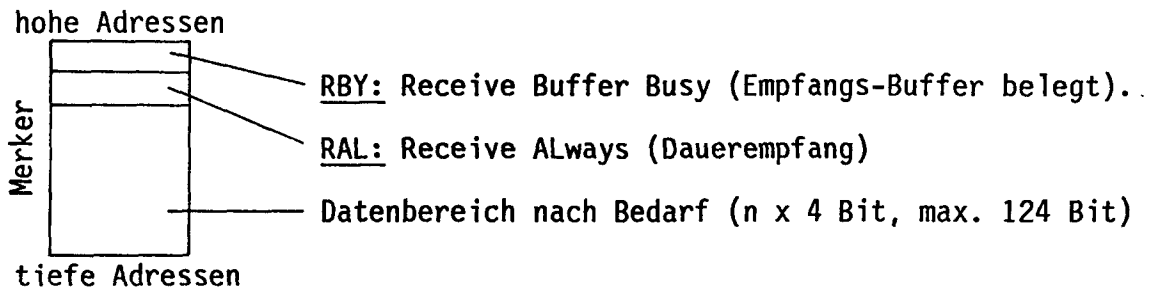 hohe Adressen
RBY: Receive Buffer Busy (Empfangs-Buffer belegt).
RAL: Receive ALways (Dauerempfang)
Merker
Datenbereich nach Bedarf (n x 4 Bit, max. 124 Bit)
tiefe Adressen